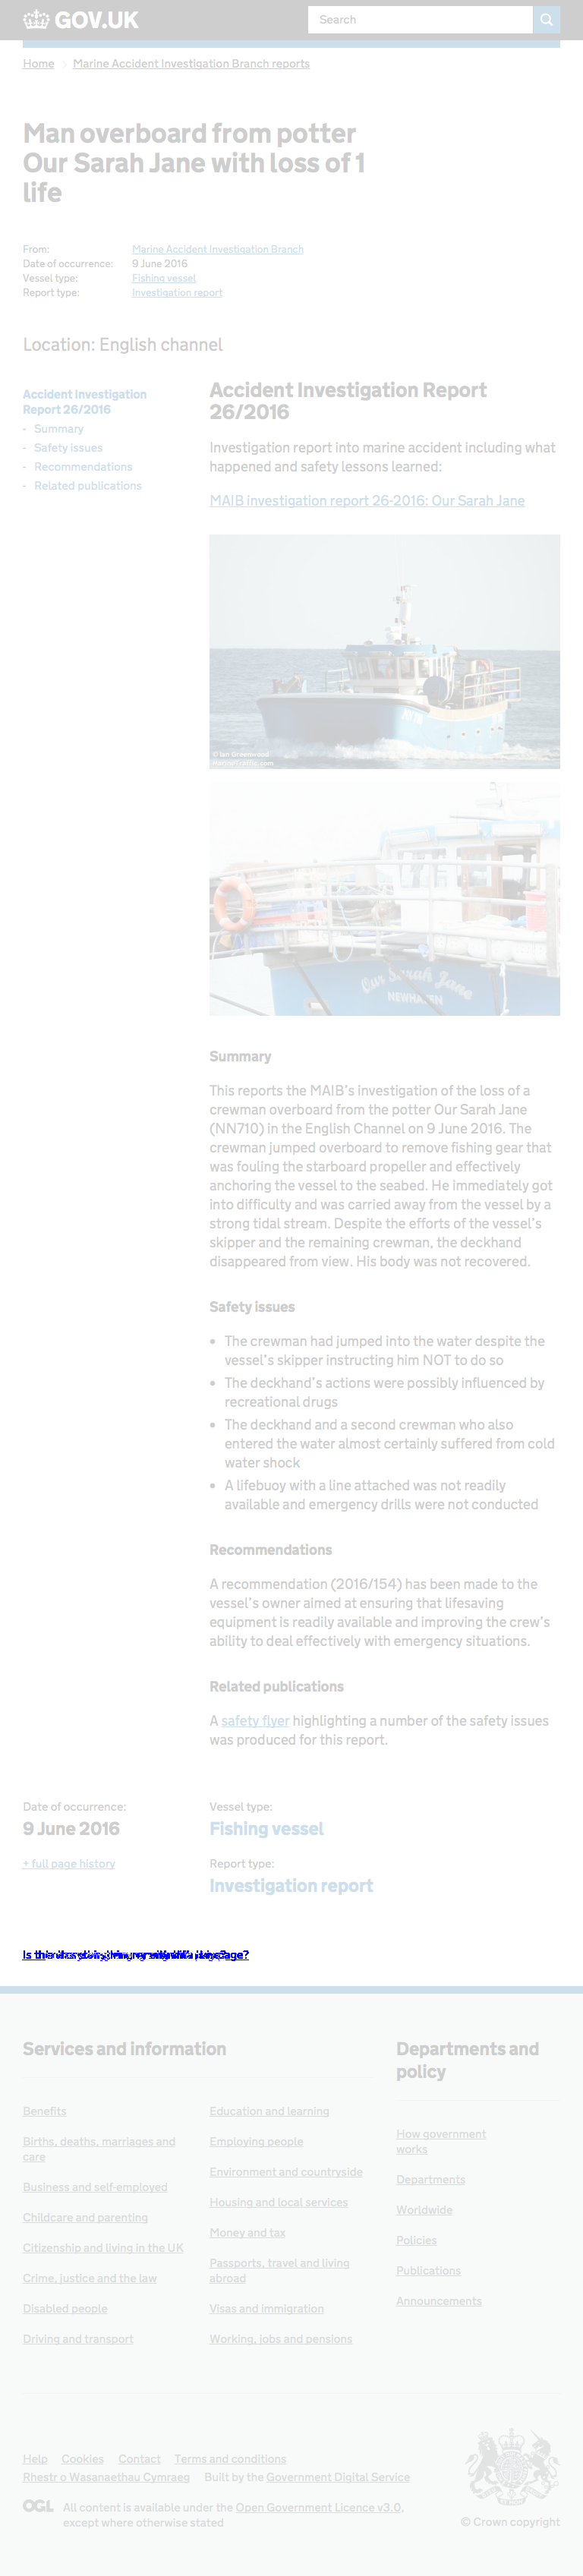 GOV.UK
Search
Home
Marine Accident Investigation Branch reports
Man overboard from potter
Our Sarah Jane with loss of 1
life
From: Marine Accident Investigation Branch
Date of occurrence: 9 June 2016
Vessel type: Fishing vessel
Report type: Investigation report
Location: English channel
Accident Investigation
Report 26/2016
- Summary
- Safety issues
- Recommendations
- Related publications
Accident Investigation Report
26/2016
Investigation report into marine accident including what
happened and safety lessons learned:
MAIB investigation report 26-2016: Our Sarah Jane
© Ian Greenwood
MarineTraffic.com
Our Sarah Jane
NEWHAVEN
Summary
This reports the MAIB's investigation of the loss of a
crewman overboard from the potter Our Sarah Jane
(NN710) in the English Channel on 9 June 2016. The
crewman jumped overboard to remove fishing gear that
was fouling the starboard propeller and effectively
anchoring the vessel to the seabed. He immediately got
into difficulty and was carried away from the vessel by a
strong tidal stream. Despite the efforts of the vessel's
skipper and the remaining crewman, the deckhand
disappeared from view. His body was not recovered.
Safety issues
• The crewman had jumped into the water despite the
vessel's skipper instructing him NOT to do so
• The deckhand's actions were possibly influenced by
recreational drugs
• The deckhand and a second crewman who also
entered the water almost certainly suffered from cold
water shock
• A lifebuoy with a line attached was not readily
available and emergency drills were not conducted
Recommendations
A recommendation (2016/154) has been made to the
vessel's owner aimed at ensuring that lifesaving
equipment is readily available and improving the crew's
ability to deal effectively with emergency situations.
Related publications
A safety flyer highlighting a number of the safety issues
was produced for this report.
Date of occurrence:
9 June 2016
+ full page history
Vessel type:
Fishing vessel
Report type:
Investigation report
Services and information
Benefits
Births, deaths, marriages and
care
Business and self-employed
Childcare and parenting
Citizenship and living in the UK
Crime, justice and the law
Disabled people
Driving and transport
Education and learning
Employing people
Environment and countryside
Housing and local services
Money and tax
Passports, travel and living
abroad
Visas and immigration
Working, jobs and pensions
Departments and
policy
How government
works
Departments
Worldwide
Policies
Publications
Announcements
Help Cookies Contact Terms and conditions
Rhestr o Wasanaethau Cymraeg Built by the Government Digital Service
OGL All content is available under the Open Government Licence v3.0,
except where otherwise stated
© Crown copyright